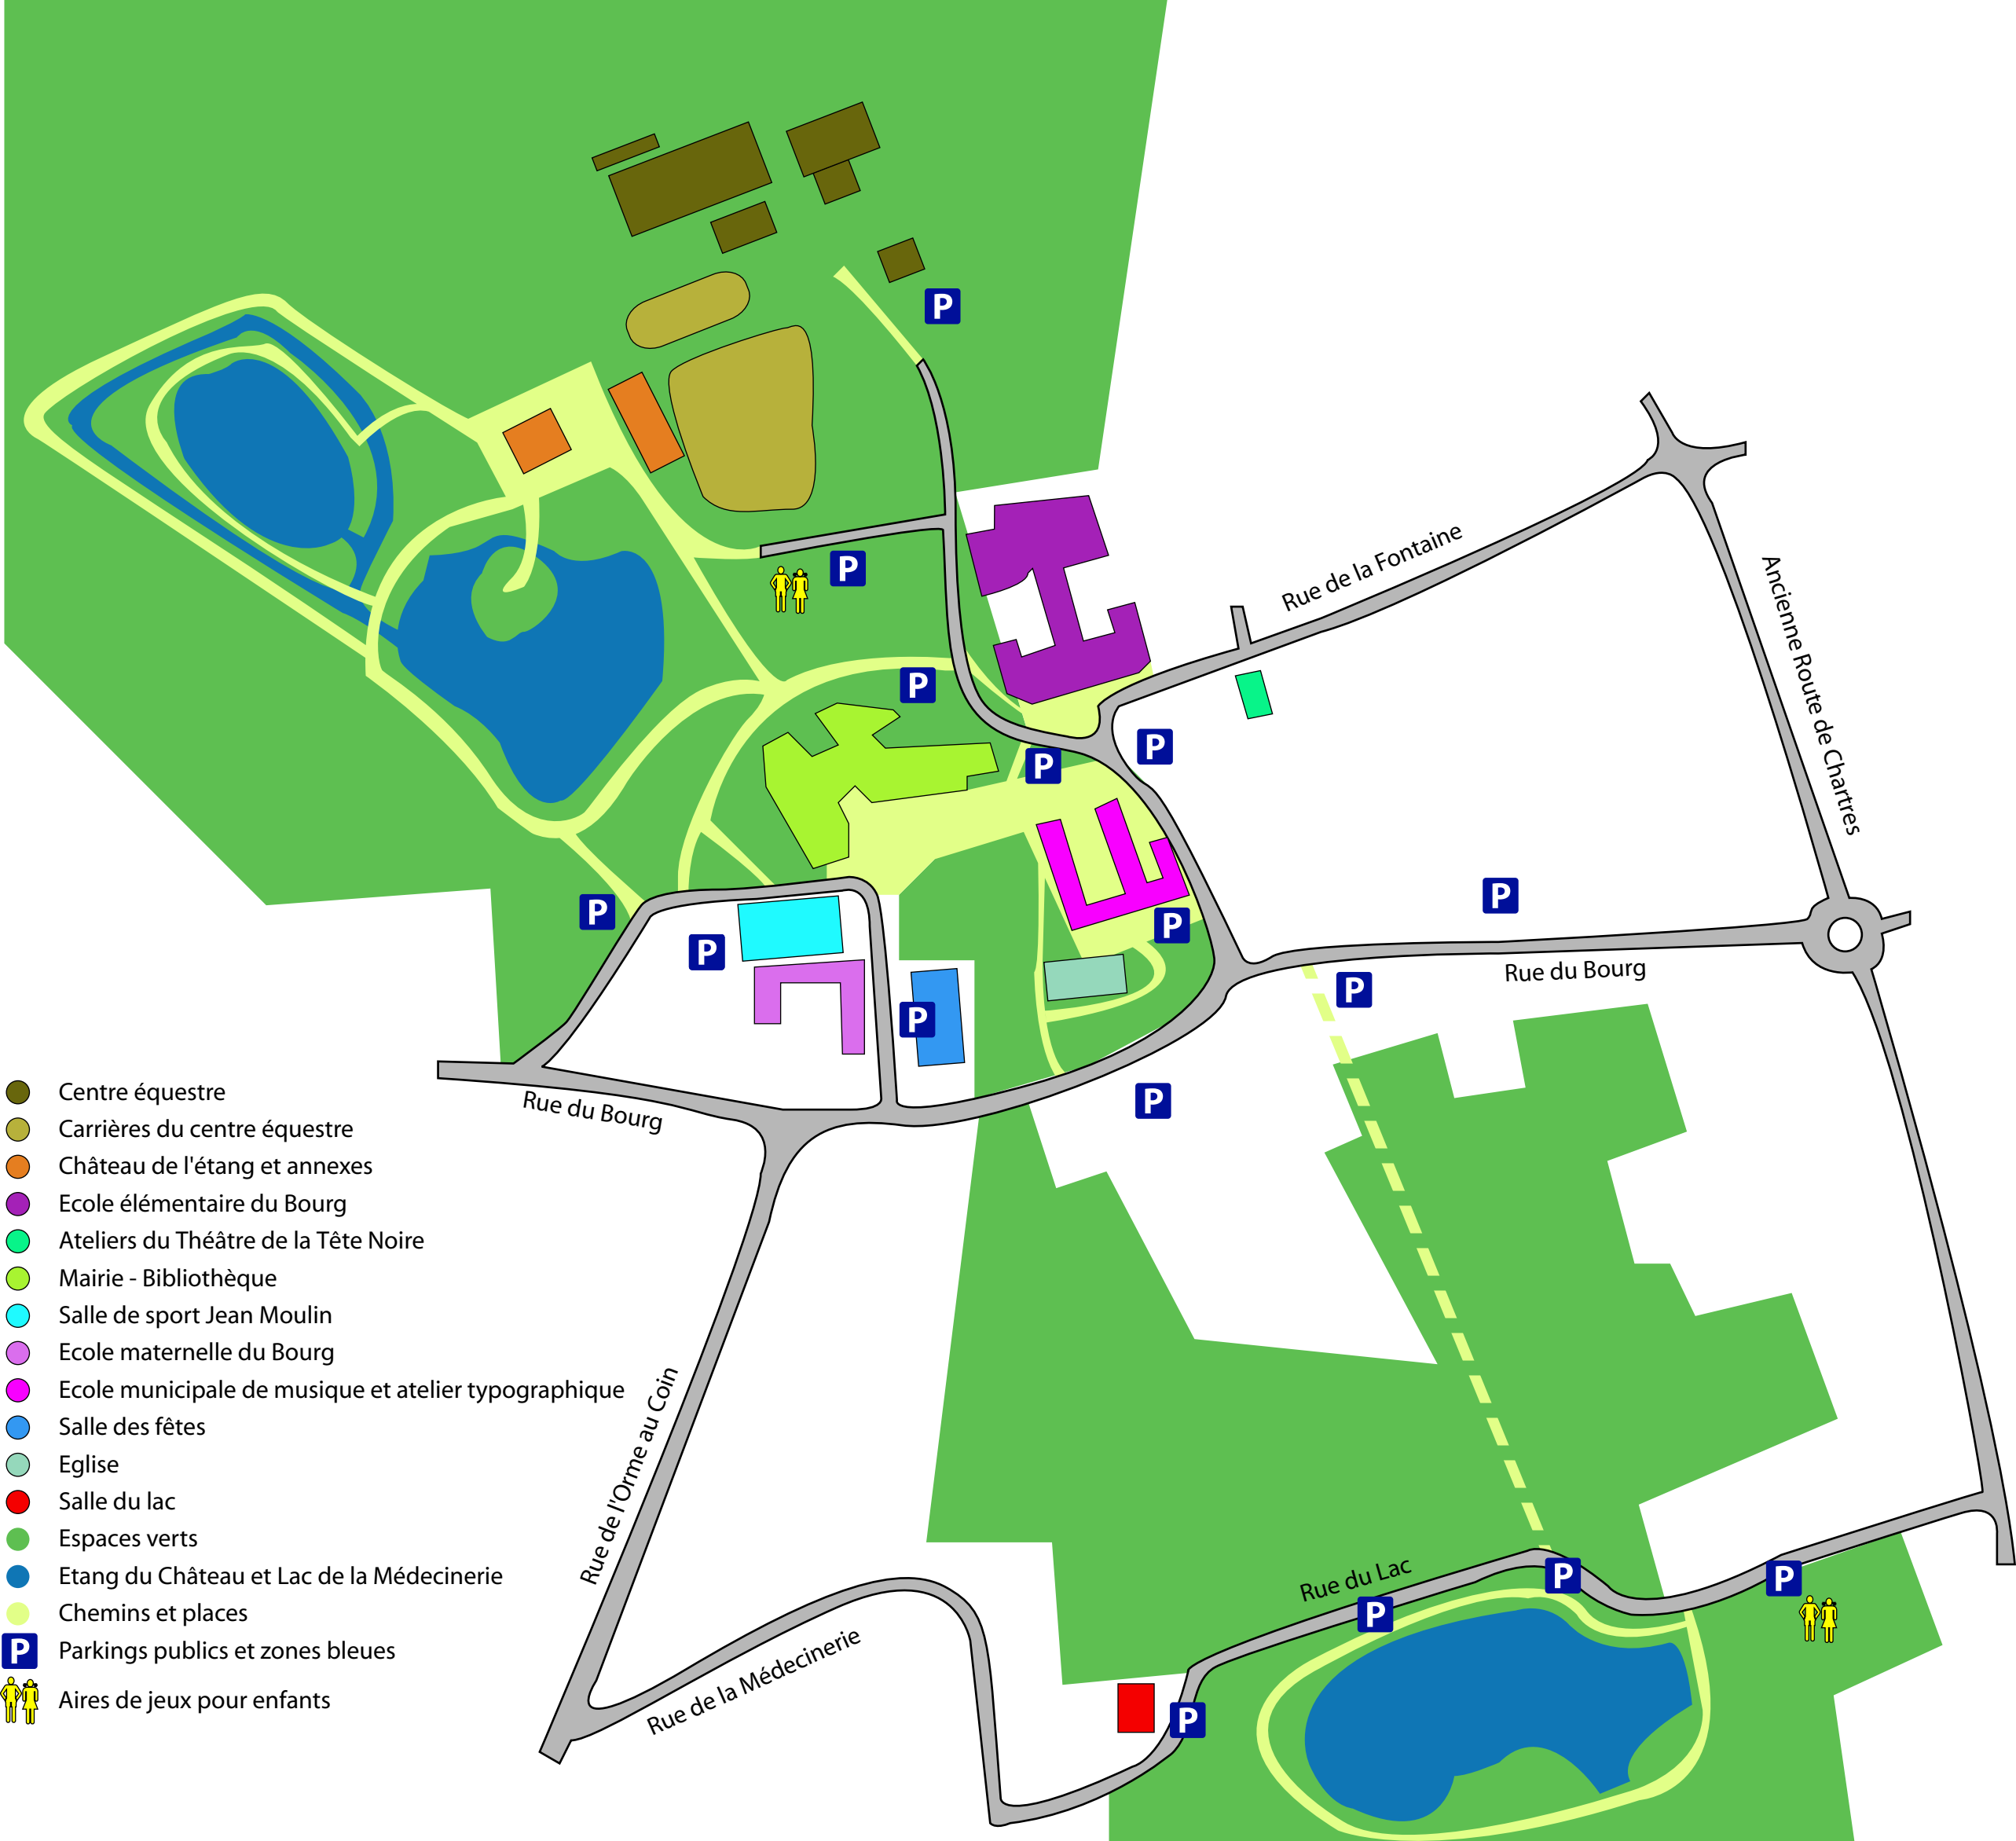 P
P
Rue de la Fontaine
Ancienne Route de Chartres
P
P
P
P
P
P
P
P
Rue du Bourg
P
P
P
Rue du Bourg
Centre équestre
Carrières du centre équestre
Château de l'étang et annexes
Ecole élémentaire du Bourg
Ateliers du Théâtre de la Tête Noire
Mairie - Bibliothèque
Salle de sport Jean Moulin
Ecole maternelle du Bourg
Ecole municipale de musique et atelier typographique
Salle des fêtes
Eglise
Salle du lac
Espaces verts
Etang du Château et Lac de la Médecinerie
Chemins et places
P Parkings publics et zones bleues
Aires de jeux pour enfants
Rue de l'Orme au Coin
Rue du Lac
P
P
P
Rue de la Médecinerie
P